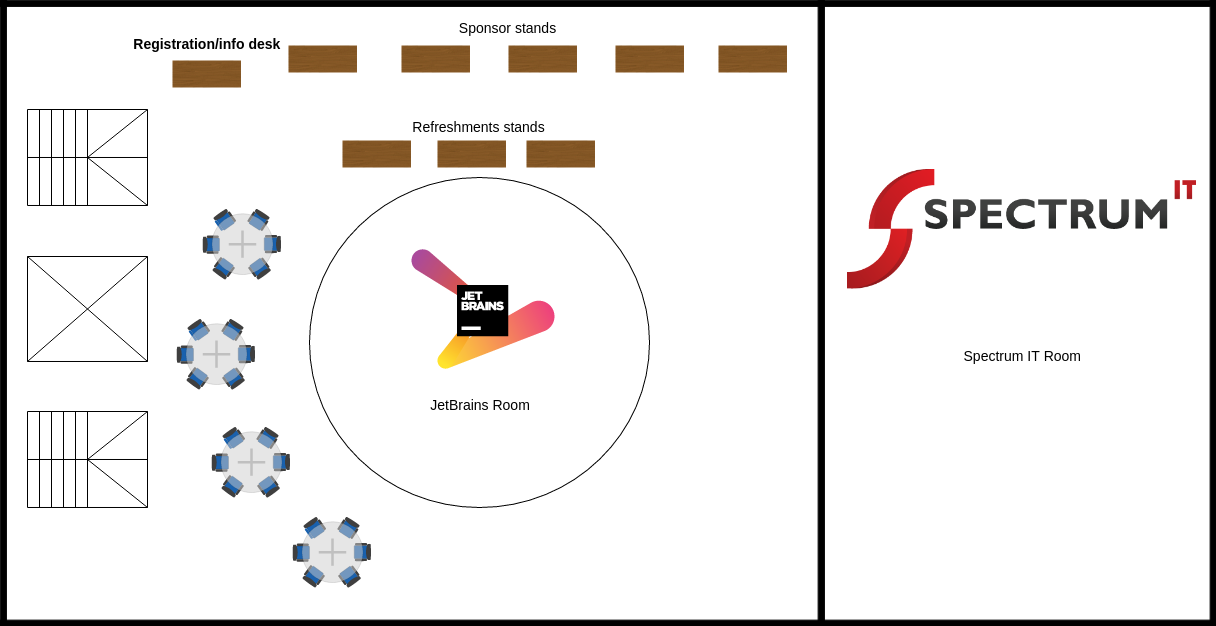 Sponsor stands
Registration/info desk
Refreshments stands
JET
BRAINS
JetBrains Room
SPECTRUM IT
Spectrum IT Room